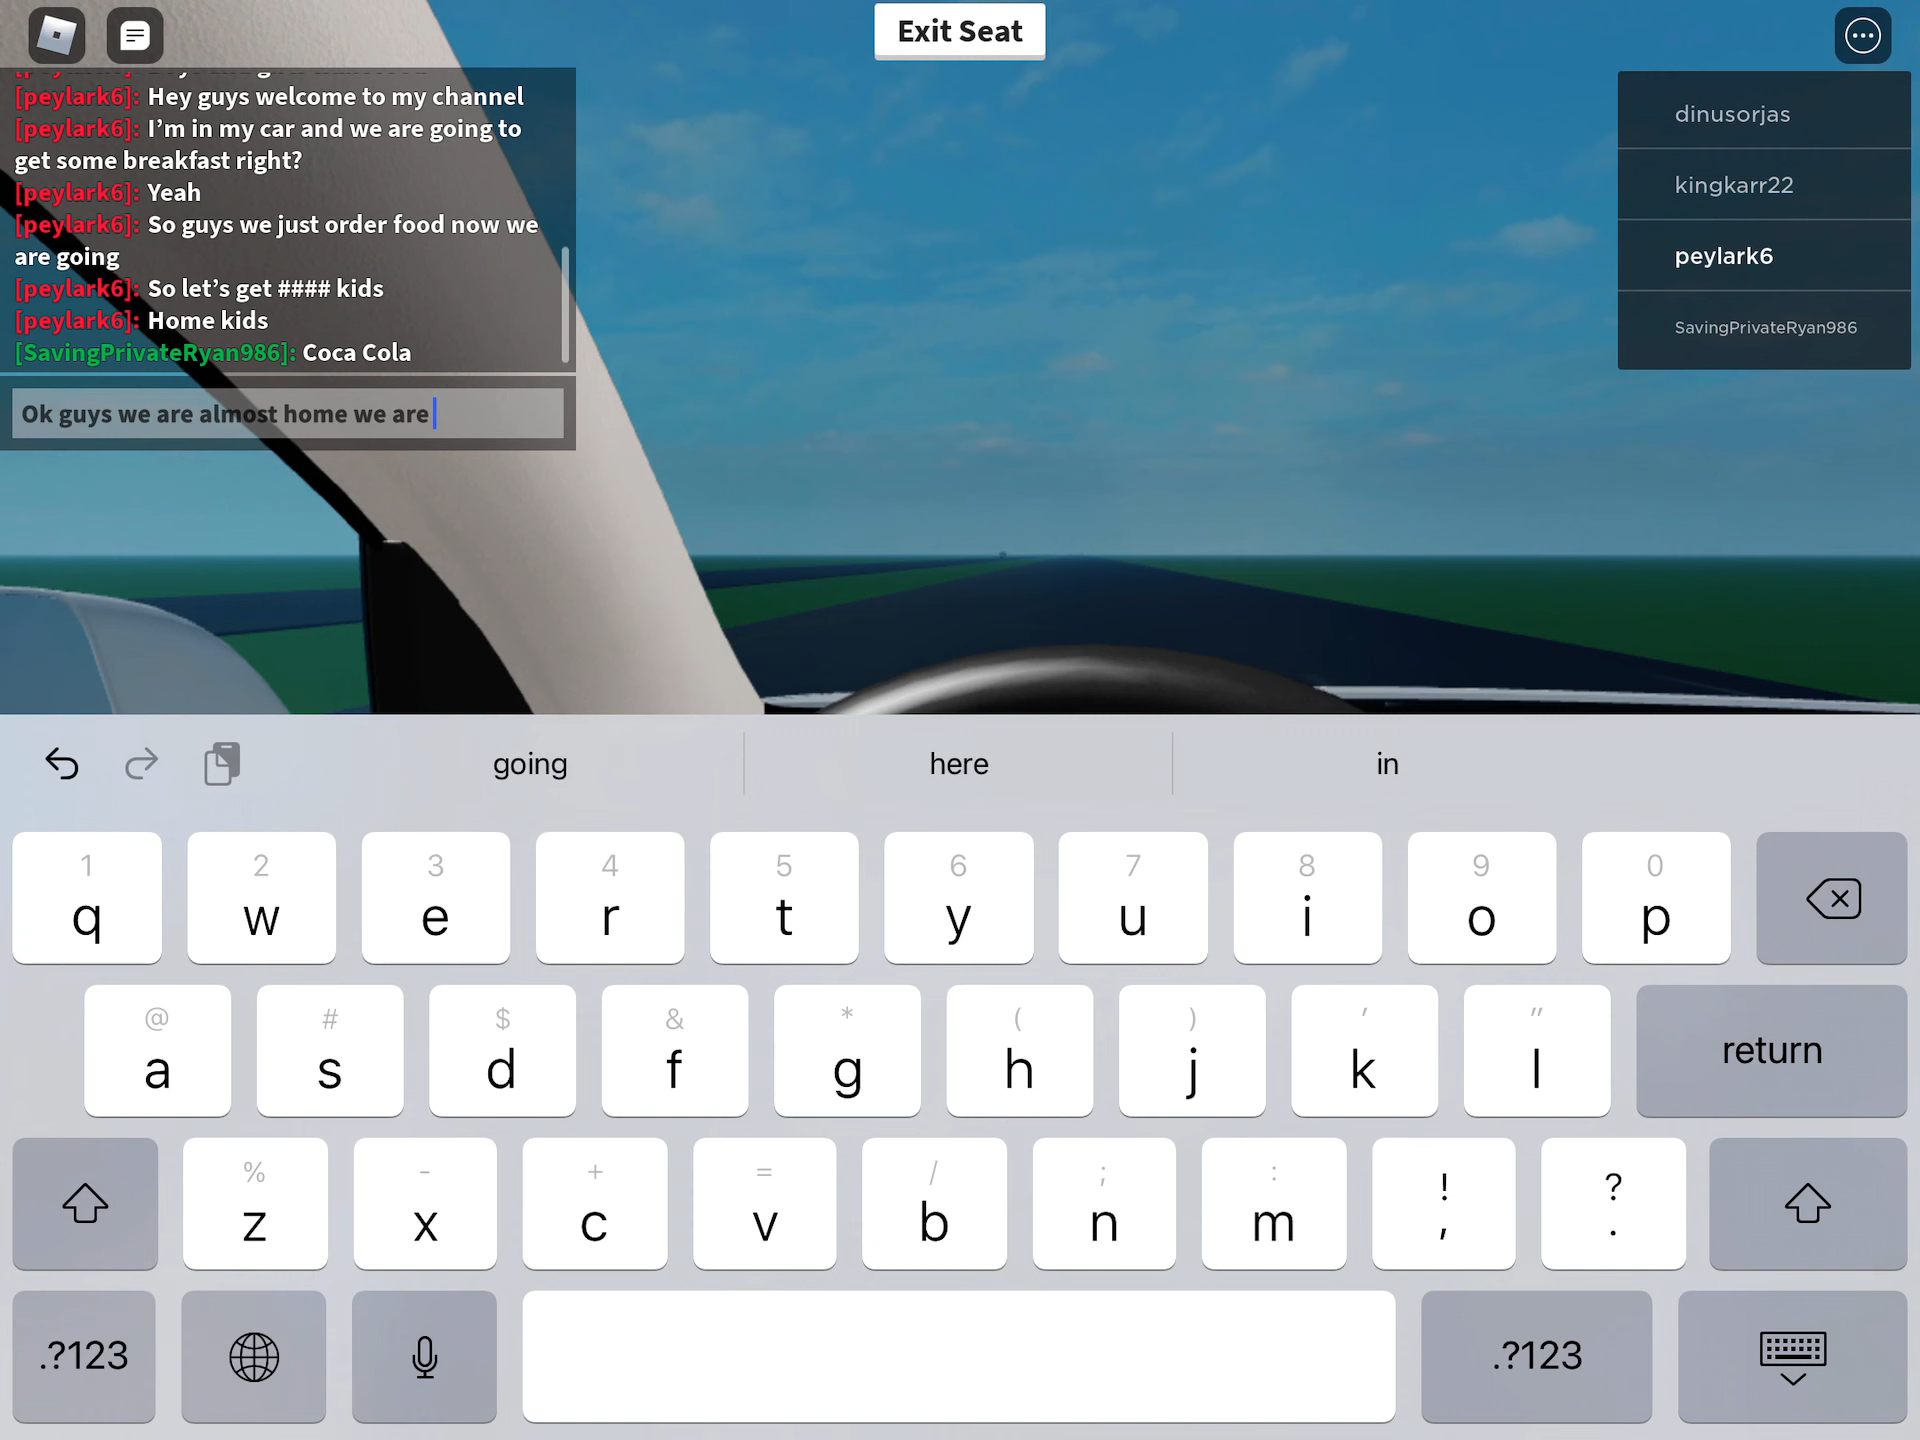 Exit Seat
[peylark6]: Hey guys welcome to my channel
[peylark6]: I'm in my car and we are going to
get some breakfast right?
[peylark6]: Yeah
[peylark6]: So guys we just order food now we
are going
[peylark6]: So let's get #### kids
[peylark6]: Home kids
[SavingPrivateRyan986]: Coca Cola
Ok guys we are almost home we are
dinusorjas
kingkarr22
peylark6
SavingPrivateRyan986
going here in
1 2 3 4 5 6 7 8 9 0
q w e r t y u i o p
@ # $ & * ( ) ' "
a s d f g h j k l return
% - + = / ; : ! ?
z x c v b n m , .
.?123 .?123